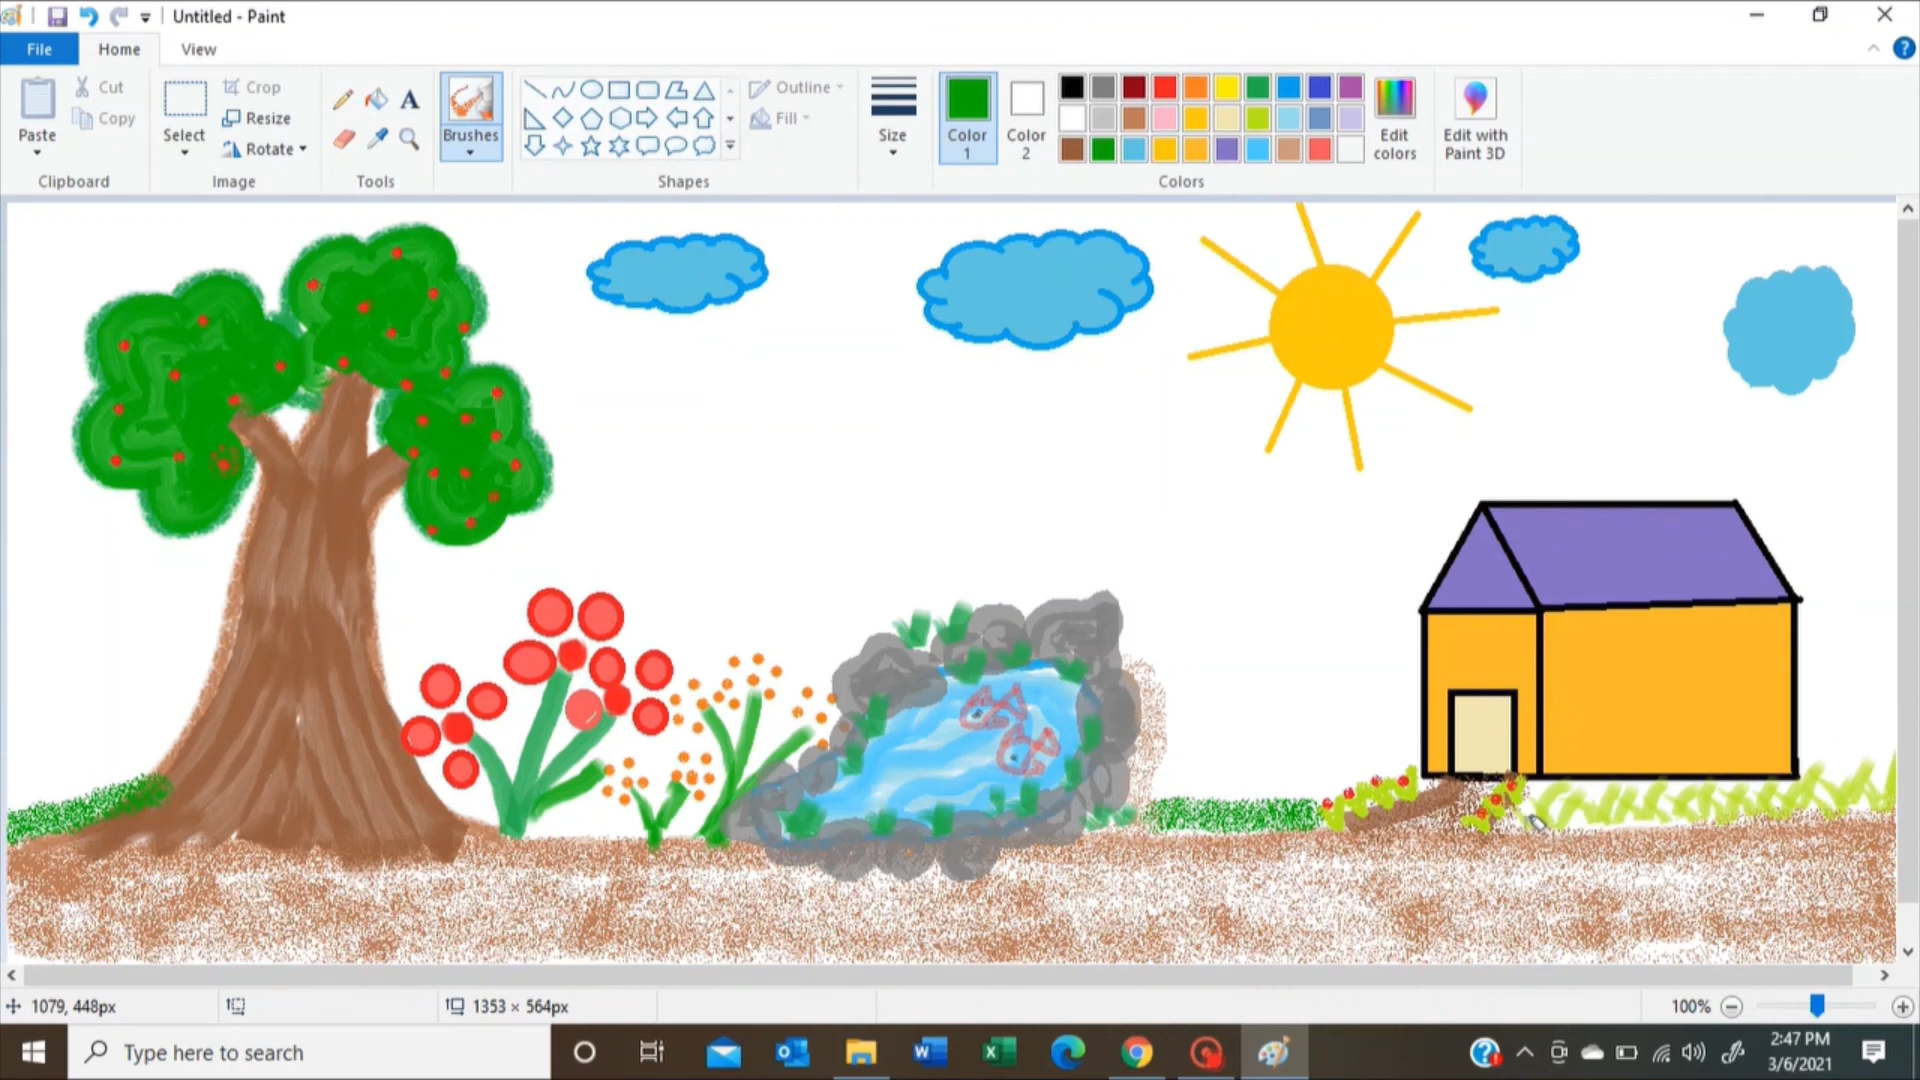 Untitled - Paint
File Home View
Paste
Cut
Copy
Clipboard
Select
Crop
Resize
Rotate
Image
A
Tools
Brushes
Shapes
Outline
Fill
Size
Color 1
Color 2
Edit colors
Colors
Edit with Paint 3D
1079, 448px
1353 × 564px
100%
Type here to search
2:47 PM
3/6/2021